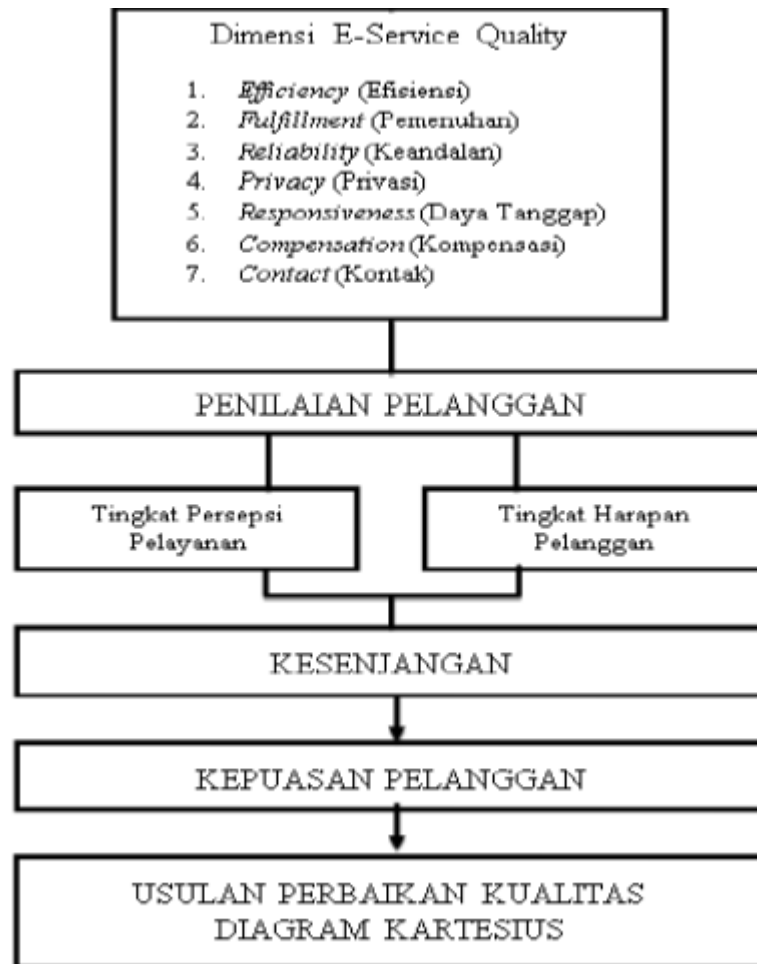 Dimensi E-Service Quality
1. Efficiency (Efisiensi)
2. Fulfillment (Pemenuhan)
3. Reliability (Keandalan)
4. Privacy (Privasi)
5. Responsiveness (Daya Tanggap)
6. Compensation (Kompensasi)
7. Contact (Kontak)
PENILAIAN PELANGGAN
Tingkat Persepsi
Pelayanan
Tingkat Harapan
Pelanggan
KESENJANGAN
KEPUASAN PELANGGAN
USULAN PERBAIKAN KUALITAS
DIAGRAM KARTESIUS